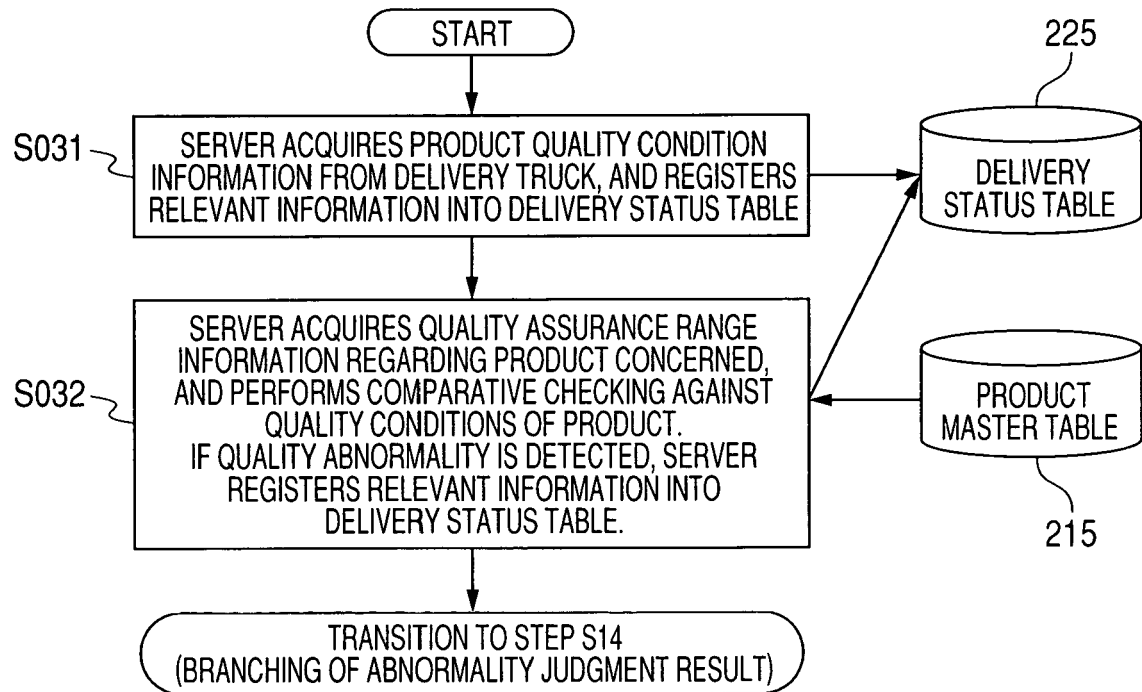 START
225
S031
SERVER ACQUIRES PRODUCT QUALITY CONDITION
INFORMATION FROM DELIVERY TRUCK, AND REGISTERS
RELEVANT INFORMATION INTO DELIVERY STATUS TABLE
DELIVERY
STATUS TABLE
S032
SERVER ACQUIRES QUALITY ASSURANCE RANGE
INFORMATION REGARDING PRODUCT CONCERNED,
AND PERFORMS COMPARATIVE CHECKING AGAINST
QUALITY CONDITIONS OF PRODUCT.
IF QUALITY ABNORMALITY IS DETECTED, SERVER
REGISTERS RELEVANT INFORMATION INTO
DELIVERY STATUS TABLE.
PRODUCT
MASTER TABLE
215
TRANSITION TO STEP S14
(BRANCHING OF ABNORMALITY JUDGMENT RESULT)